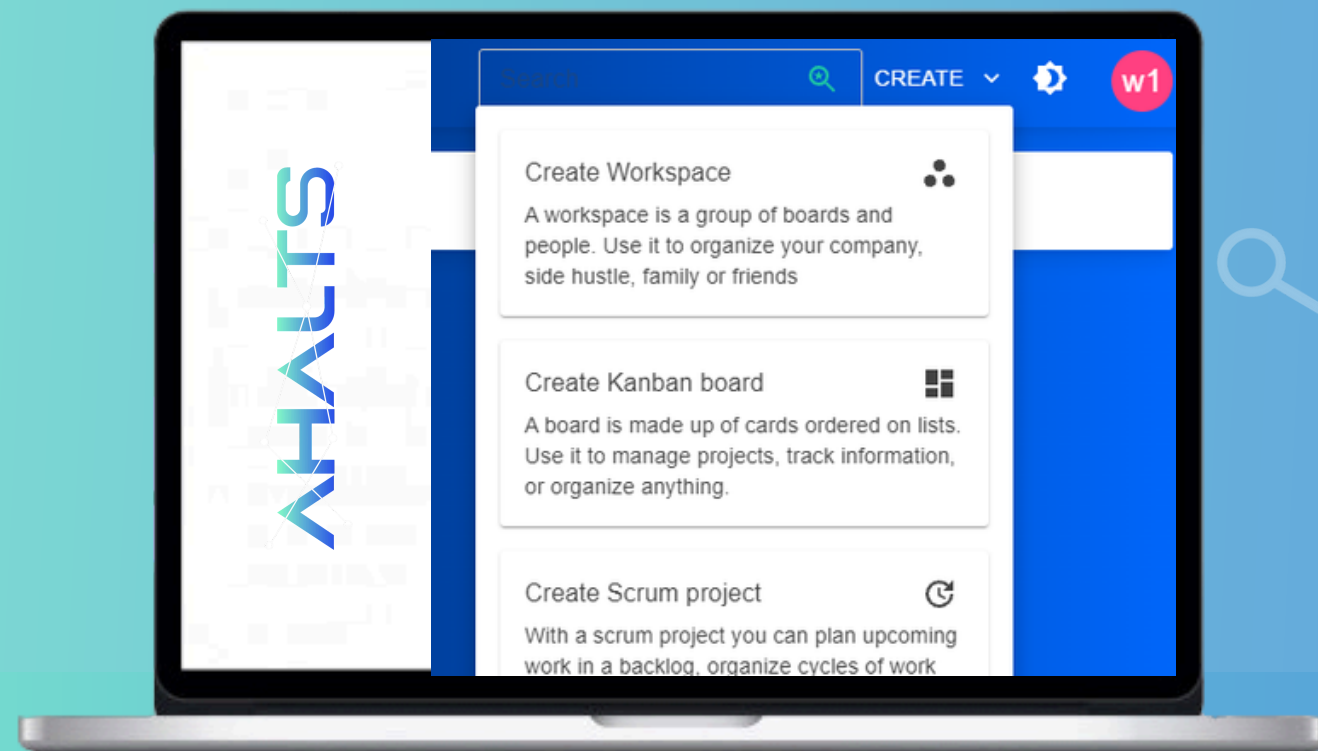 AHAUTS
Search
CREATE
w1
Create Workspace
A workspace is a group of boards and
people. Use it to organize your company,
side hustle, family or friends
Create Kanban board
A board is made up of cards ordered on lists.
Use it to manage projects, track information,
or organize anything.
Create Scrum project
With a scrum project you can plan upcoming
work in a backlog, organize cycles of work